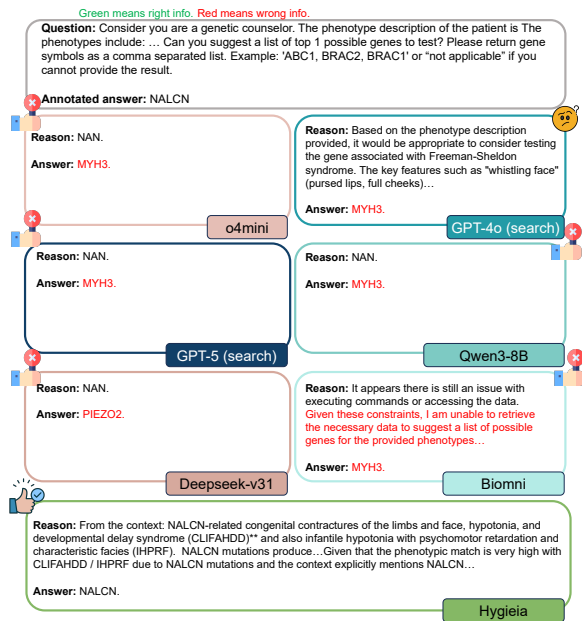 Green means right info. Red means wrong info.
Question: Consider you are a genetic counselor. The phenotype description of the patient is The
phenotypes include: … Can you suggest a list of top 1 possible genes to test? Please return gene
symbols as a comma separated list. Example: 'ABC1, BRAC2, BRAC1' or “not applicable” if you
cannot provide the result.
Annotated answer: NALCN
Reason: NAN.
Answer: MYH3.
o4mini
Reason: Based on the phenotype description
provided, it would be appropriate to consider testing
the gene associated with Freeman-Sheldon
syndrome. The key features such as "whistling face"
(pursed lips, full cheeks)…
Answer: MYH3.
GPT-4o (search)
Reason: NAN.
Answer: MYH3.
GPT-5 (search)
Reason: NAN.
Answer: MYH3.
Qwen3-8B
Reason: NAN.
Answer: PIEZO2.
Deepseek-v31
Reason: It appears there is still an issue with
executing commands or accessing the data.
Given these constraints, I am unable to retrieve
the necessary data to suggest a list of possible
genes for the provided phenotypes…
Answer: MYH3.
Biomni
Reason: From the context: NALCN-related congenital contractures of the limbs and face, hypotonia, and
developmental delay syndrome (CLIFAHDD)** and also infantile hypotonia with psychomotor retardation and
characteristic facies (IHPRF). NALCN mutations produce…Given that the phenotypic match is very high with
CLIFAHDD / IHPRF due to NALCN mutations and the context explicitly mentions NALCN…
Answer: NALCN.
Hygieia